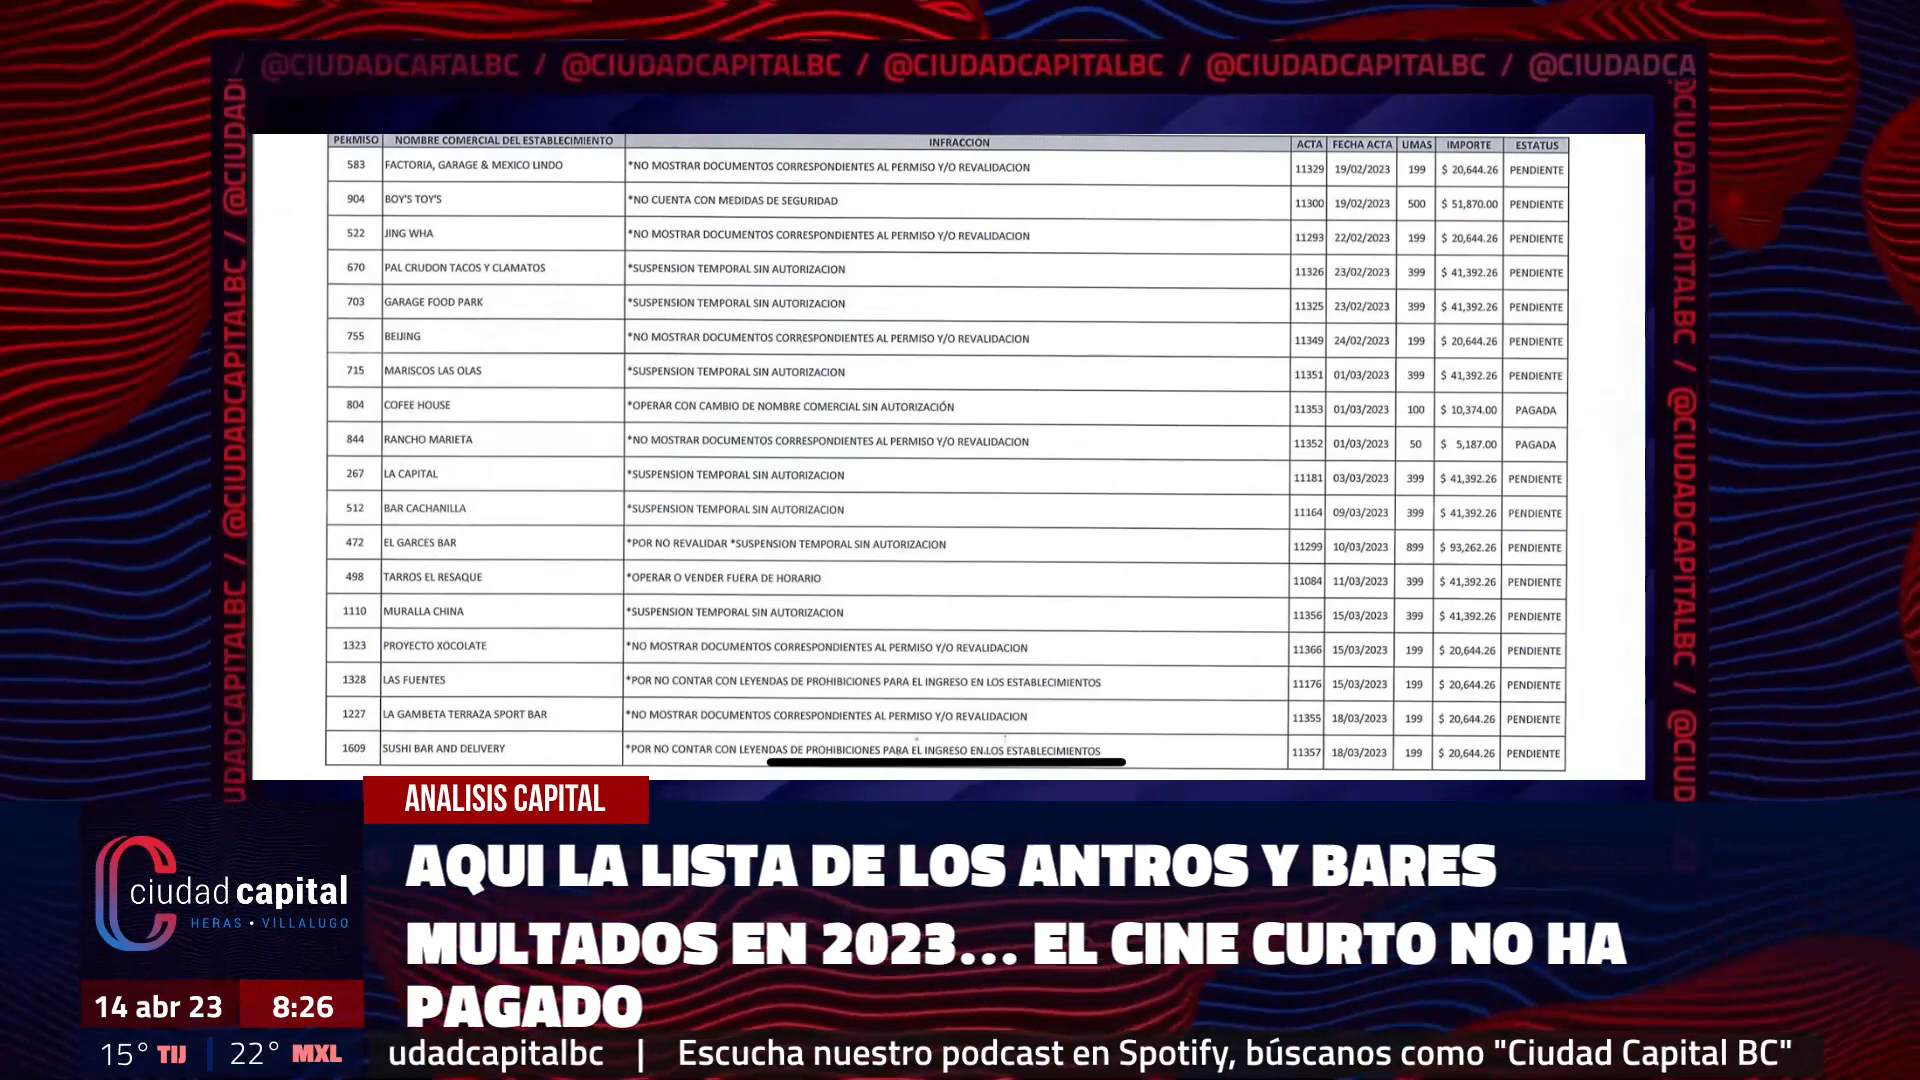 / @CIUDADCAPITALBC / @CIUDADCAPITALBC / @CIUDADCAPITALBC / @CIUDADCAPITALBC / @CIUDADCA
UDADCAPITALBC / @CIUDADCAPITALBC / @CIUDAD
@CIUDADCAPITALBC / @CIUDADCAPITALBC / @CIUD
PERMISO NOMBRE COMERCIAL DEL ESTABLECIMIENTO INFRACCION ACTA FECHA ACTA UMAS IMPORTE ESTATUS
583 FACTORIA, GARAGE & MEXICO LINDO *NO MOSTRAR DOCUMENTOS CORRESPONDIENTES AL PERMISO Y/O REVALIDACION 11329 19/02/2023 199 $ 20,644.26 PENDIENTE
904 BOY'S TOY'S *NO CUENTA CON MEDIDAS DE SEGURIDAD 11300 19/02/2023 500 $ 51,870.00 PENDIENTE
522 JING WHA *NO MOSTRAR DOCUMENTOS CORRESPONDIENTES AL PERMISO Y/O REVALIDACION 11293 22/02/2023 199 $ 20,644.26 PENDIENTE
670 PAL CRUDON TACOS Y CLAMATOS *SUSPENSION TEMPORAL SIN AUTORIZACION 11326 23/02/2023 399 $ 41,392.26 PENDIENTE
703 GARAGE FOOD PARK *SUSPENSION TEMPORAL SIN AUTORIZACION 11325 23/02/2023 399 $ 41,392.26 PENDIENTE
755 BEIJING *NO MOSTRAR DOCUMENTOS CORRESPONDIENTES AL PERMISO Y/O REVALIDACION 11349 24/02/2023 199 $ 20,644.26 PENDIENTE
715 MARISCOS LAS OLAS *SUSPENSION TEMPORAL SIN AUTORIZACION 11351 01/03/2023 399 $ 41,392.26 PENDIENTE
804 COFEE HOUSE *OPERAR CON CAMBIO DE NOMBRE COMERCIAL SIN AUTORIZACIÓN 11353 01/03/2023 100 $ 10,374.00 PAGADA
844 RANCHO MARIETA *NO MOSTRAR DOCUMENTOS CORRESPONDIENTES AL PERMISO Y/O REVALIDACION 11352 01/03/2023 50 $ 5,187.00 PAGADA
267 LA CAPITAL *SUSPENSION TEMPORAL SIN AUTORIZACION 11181 03/03/2023 399 $ 41,392.26 PENDIENTE
512 BAR CACHANILLA *SUSPENSION TEMPORAL SIN AUTORIZACION 11164 09/03/2023 399 $ 41,392.26 PENDIENTE
472 EL GARCES BAR *POR NO REVALIDAR *SUSPENSION TEMPORAL SIN AUTORIZACION 11299 10/03/2023 899 $ 93,262.26 PENDIENTE
498 TARROS EL RESAQUE *OPERAR O VENDER FUERA DE HORARIO 11084 11/03/2023 399 $ 41,392.26 PENDIENTE
1110 MURALLA CHINA *SUSPENSION TEMPORAL SIN AUTORIZACION 11356 15/03/2023 399 $ 41,392.26 PENDIENTE
1323 PROYECTO XOCOLATE *NO MOSTRAR DOCUMENTOS CORRESPONDIENTES AL PERMISO Y/O REVALIDACION 11366 15/03/2023 199 $ 20,644.26 PENDIENTE
1328 LAS FUENTES *POR NO CONTAR CON LEYENDAS DE PROHIBICIONES PARA EL INGRESO EN LOS ESTABLECIMIENTOS 11176 15/03/2023 199 $ 20,644.26 PENDIENTE
1227 LA GAMBETA TERRAZA SPORT BAR *NO MOSTRAR DOCUMENTOS CORRESPONDIENTES AL PERMISO Y/O REVALIDACION 11355 18/03/2023 199 $ 20,644.26 PENDIENTE
1609 SUSHI BAR AND DELIVERY *POR NO CONTAR CON LEYENDAS DE PROHIBICIONES PARA EL INGRESO EN LOS ESTABLECIMIENTOS 11357 18/03/2023 199 $ 20,644.26 PENDIENTE
ANALISIS CAPITAL
AQUI LA LISTA DE LOS ANTROS Y BARES
MULTADOS EN 2023... EL CINE CURTO NO HA
PAGADO
ciudad capital
HERAS • VILLALUGO
14 abr 23 8:26
15° TIJ | 22° MXL
udadcapitalbc | Escucha nuestro podcast en Spotify, búscanos como "Ciudad Capital BC"